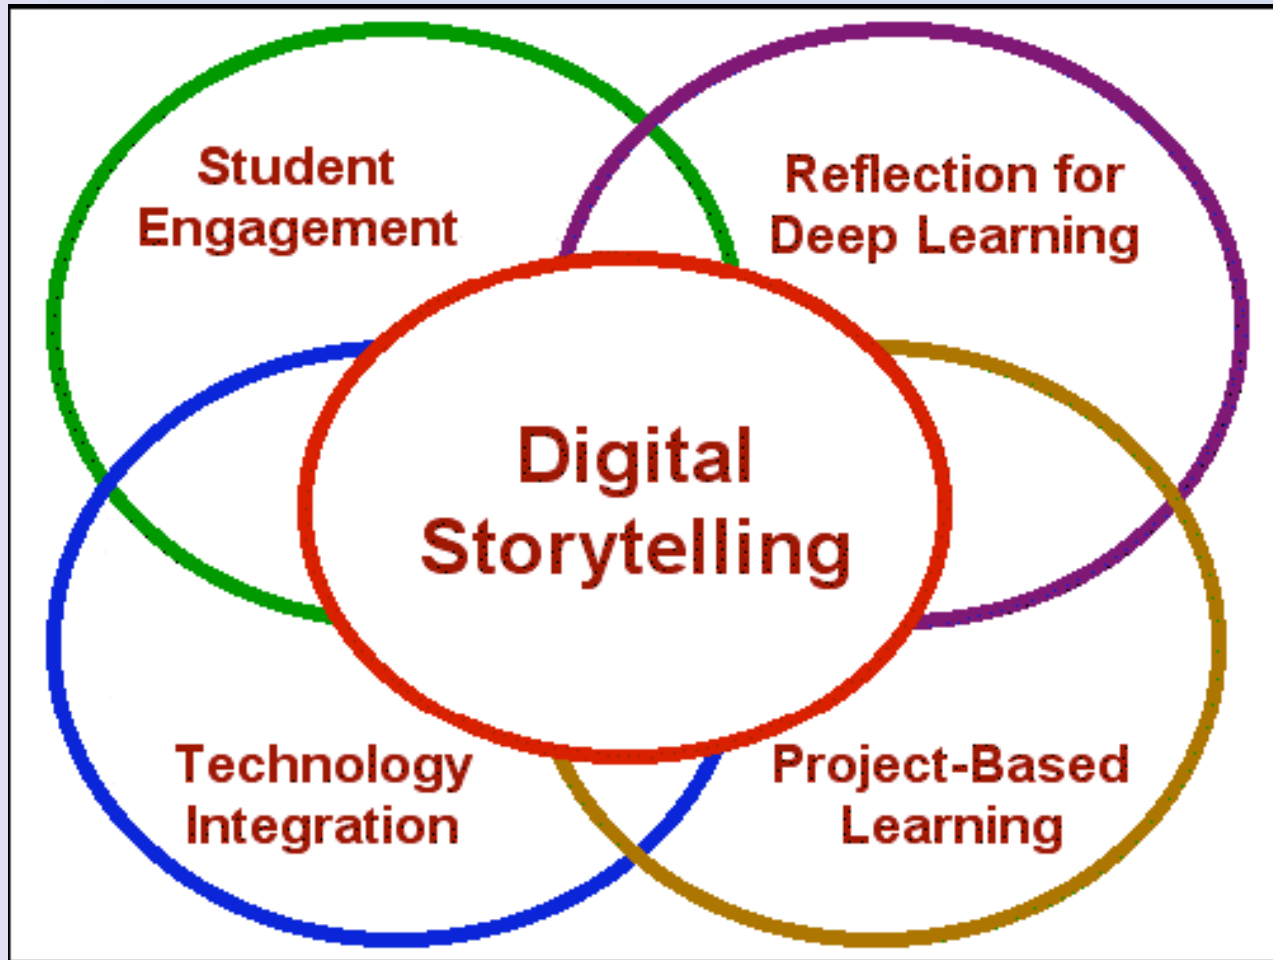 Student
Engagement
Reflection for
Deep Learning
Digital
Storytelling
Technology
Integration
Project-Based
Learning